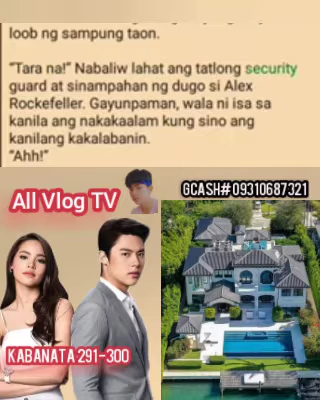 loob ng sampung taon.
“Tara na!” Nabaliw lahat ang tatlong security
guard at sinampahan ng dugo si Alex
Rockefeller. Gayunpaman, wala ni isa sa
kanila ang nakakaalam kung sino ang
kanilang kakalabanin.
“Ahh!”
All Vlog TV
GCASH# 09310687321
KABANATA 291-300